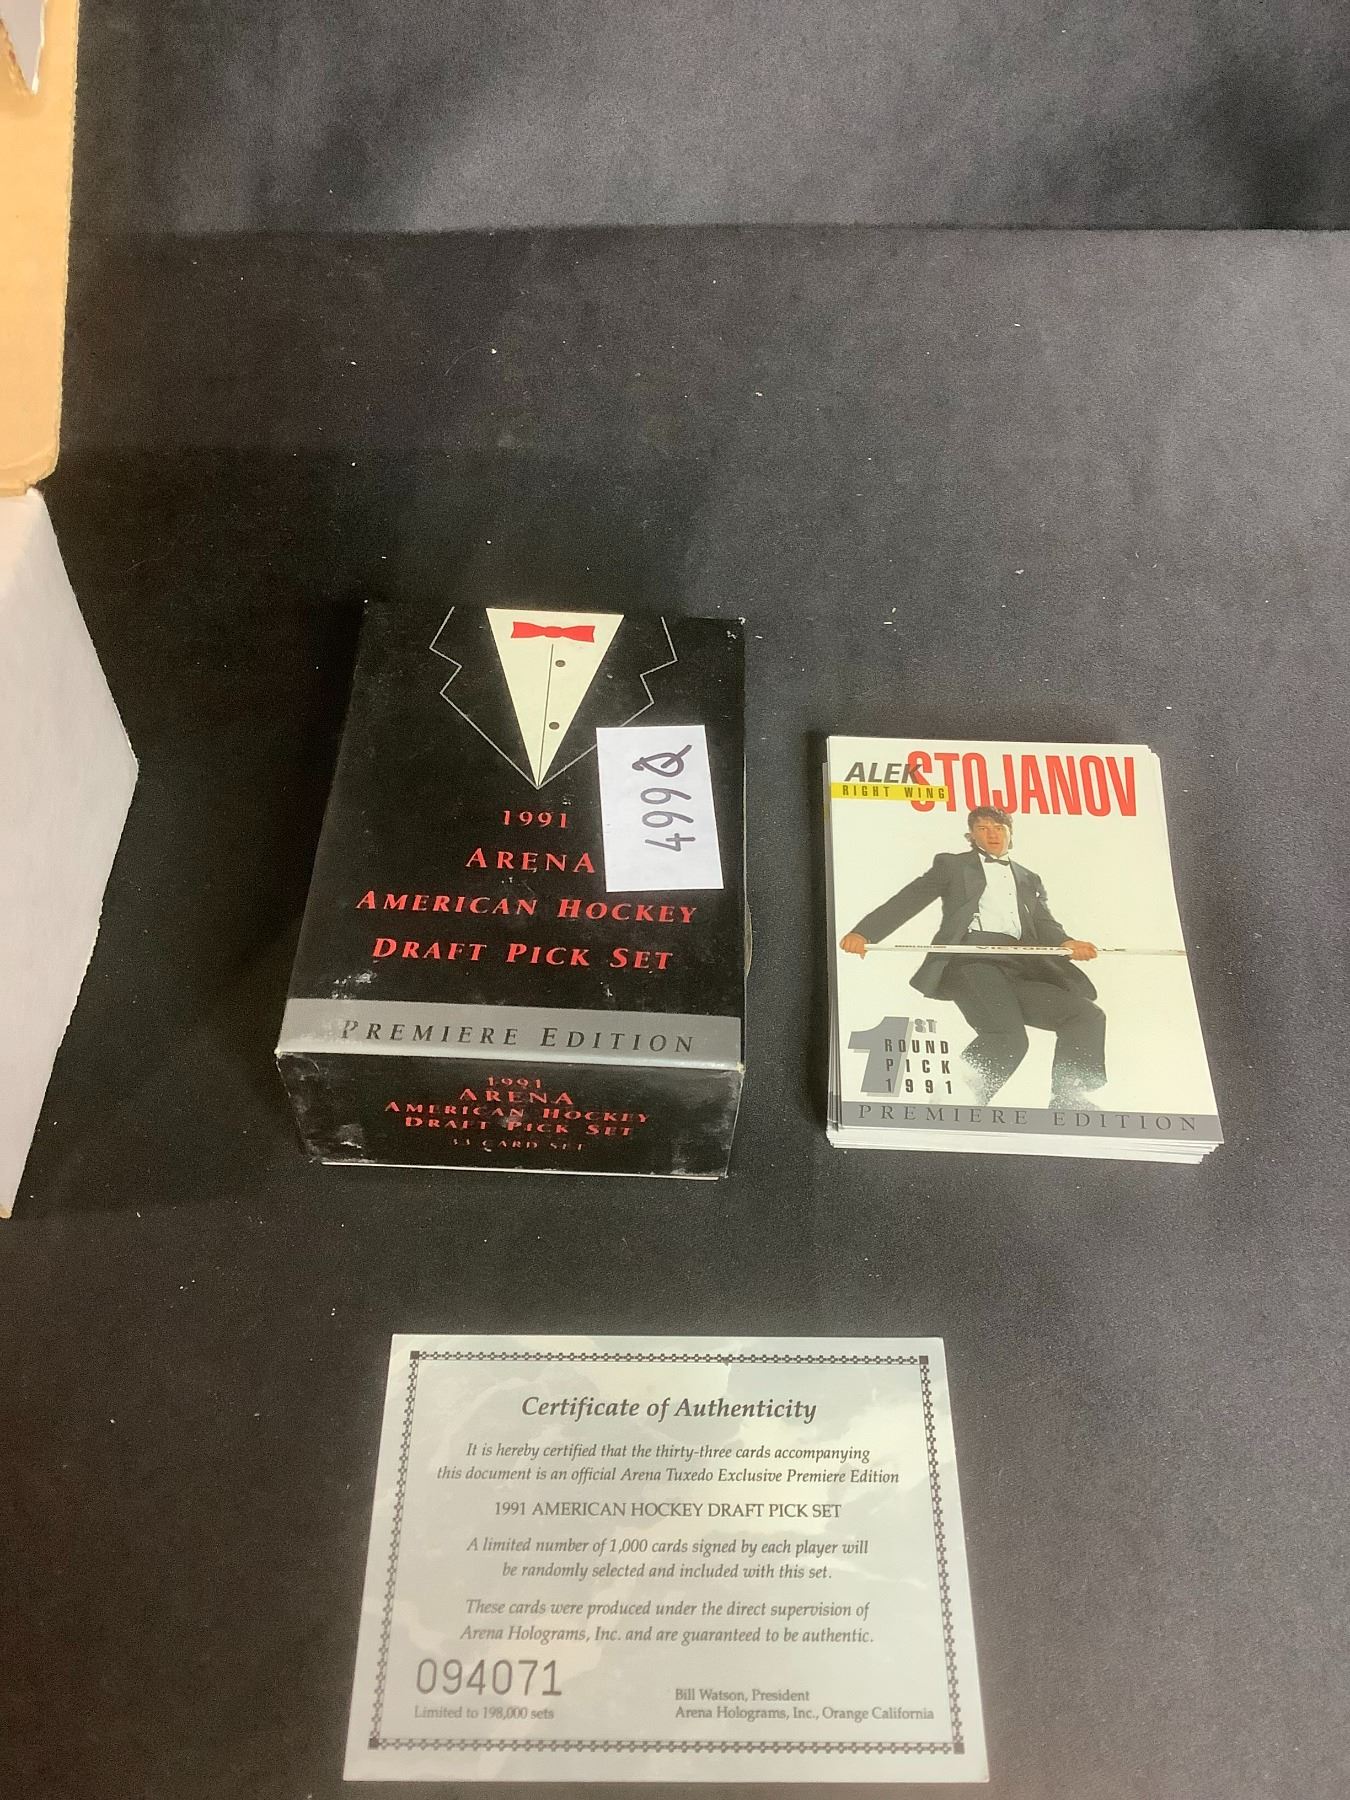 1991
ARENA
AMERICAN HOCKEY
DRAFT PICK SET
PREMIERE EDITION
499Q
1991
ARENA
AMERICAN HOCKEY
DRAFT PICK SET
33 CARD SET
ALEK STOJANOV
RIGHT WING
VICTORIA
1ST
ROUND
PICK
1991
PREMIERE EDITION
Certificate of Authenticity
It is hereby certified that the thirty-three cards accompanying
this document is an official Arena Tuxedo Exclusive Premiere Edition
1991 AMERICAN HOCKEY DRAFT PICK SET
A limited number of 1,000 cards signed by each player will
be randomly selected and included with this set.
These cards were produced under the direct supervision of
Arena Holograms, Inc. and are guaranteed to be authentic.
094071
Limited to 198,000 sets
Bill Watson, President
Arena Holograms, Inc., Orange California